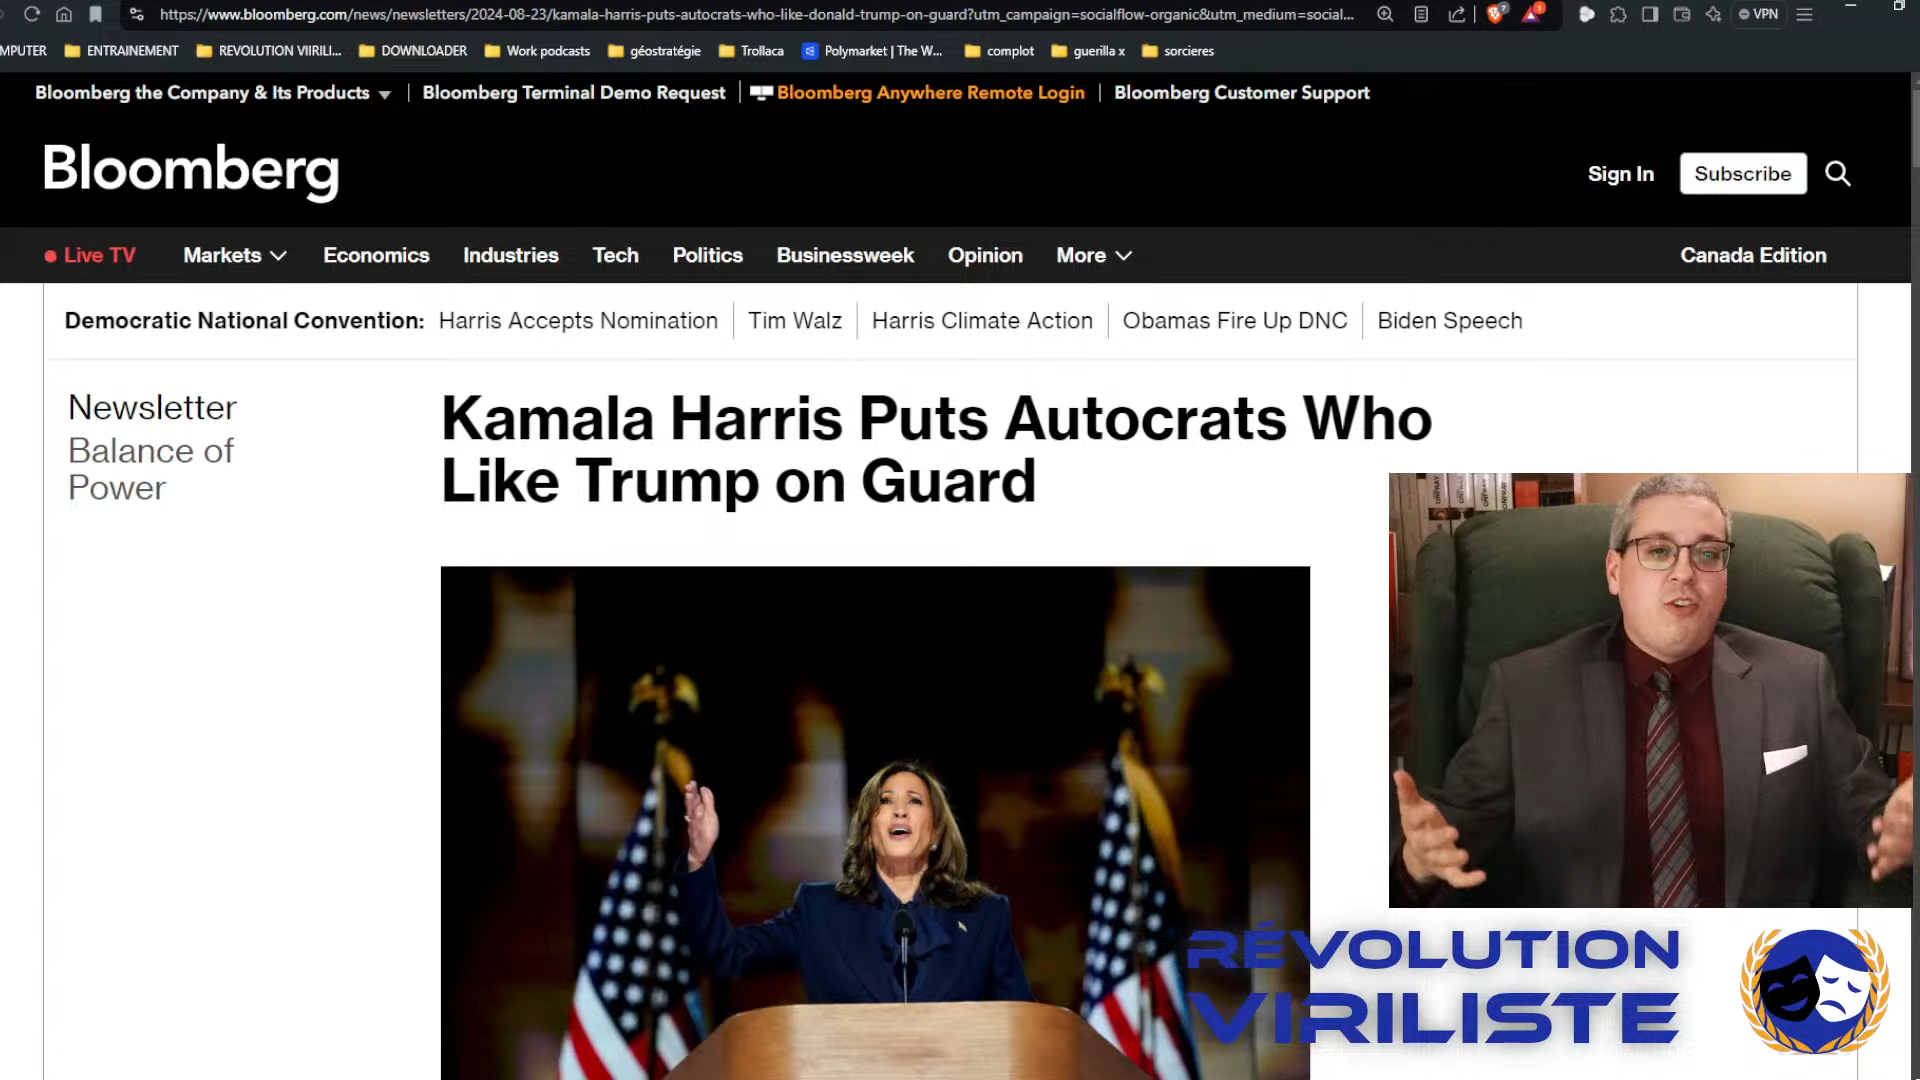 https://www.bloomberg.com/news/newsletters/2024-08-23/kamala-harris-puts-autocrats-who-like-donald-trump-on-guard?utm_campaign=socialflow-organic&utm_medium=social...
7
1
VPN
MPUTER
ENTRAINEMENT
REVOLUTION VIIRILI...
DOWNLOADER
Work podcasts
géostratégie
Trollaca
Polymarket | The W...
complot
guerilla x
sorcieres
Bloomberg the Company & Its Products
Bloomberg Terminal Demo Request
Bloomberg Anywhere Remote Login
Bloomberg Customer Support
Bloomberg
Sign In
Subscribe
Live TV
Markets
Economics
Industries
Tech
Politics
Businessweek
Opinion
More
Canada Edition
Democratic National Convention:
Harris Accepts Nomination
Tim Walz
Harris Climate Action
Obamas Fire Up DNC
Biden Speech
Newsletter
Balance of
Power
Kamala Harris Puts Autocrats Who
Like Trump on Guard
ONFRAY
RÉVOLUTION
VIRILISTE